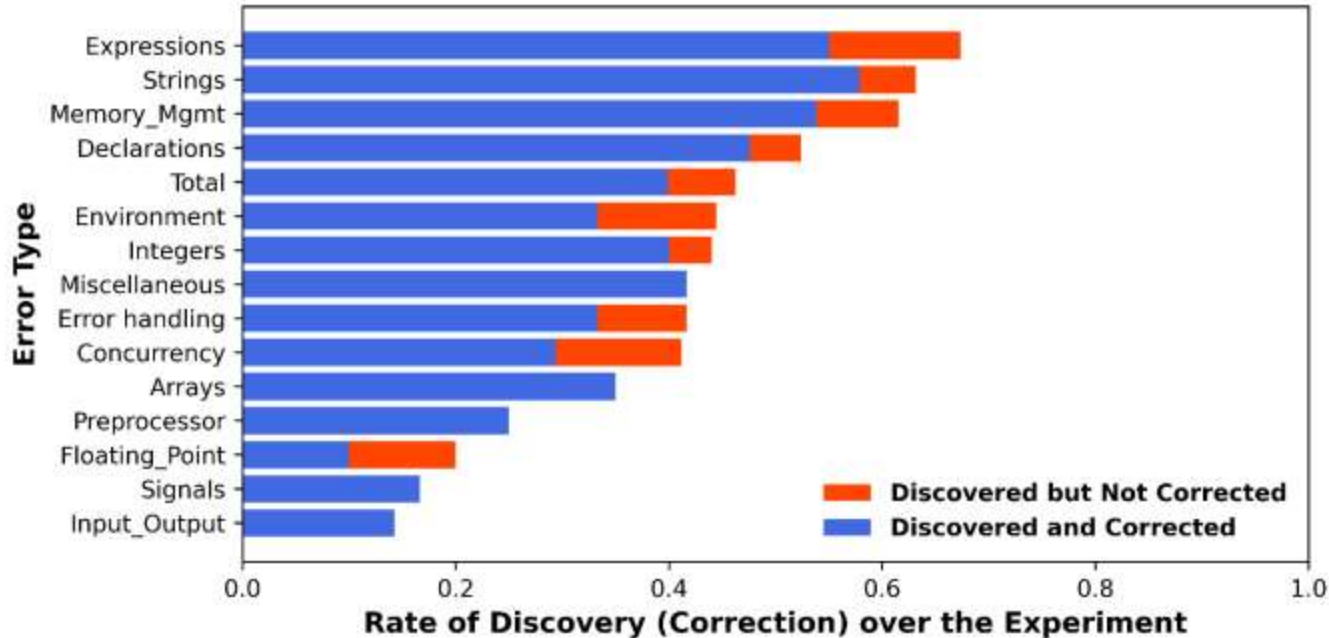 Expressions
Strings
Memory_Mgmt
Declarations
Total
Environment
Integers
Miscellaneous
Error handling
Concurrency
Arrays
Preprocessor
Floating_Point
Signals
Input_Output
Error Type
Discovered but Not Corrected
Discovered and Corrected
0.0 0.2 0.4 0.6 0.8 1.0
Rate of Discovery (Correction) over the Experiment